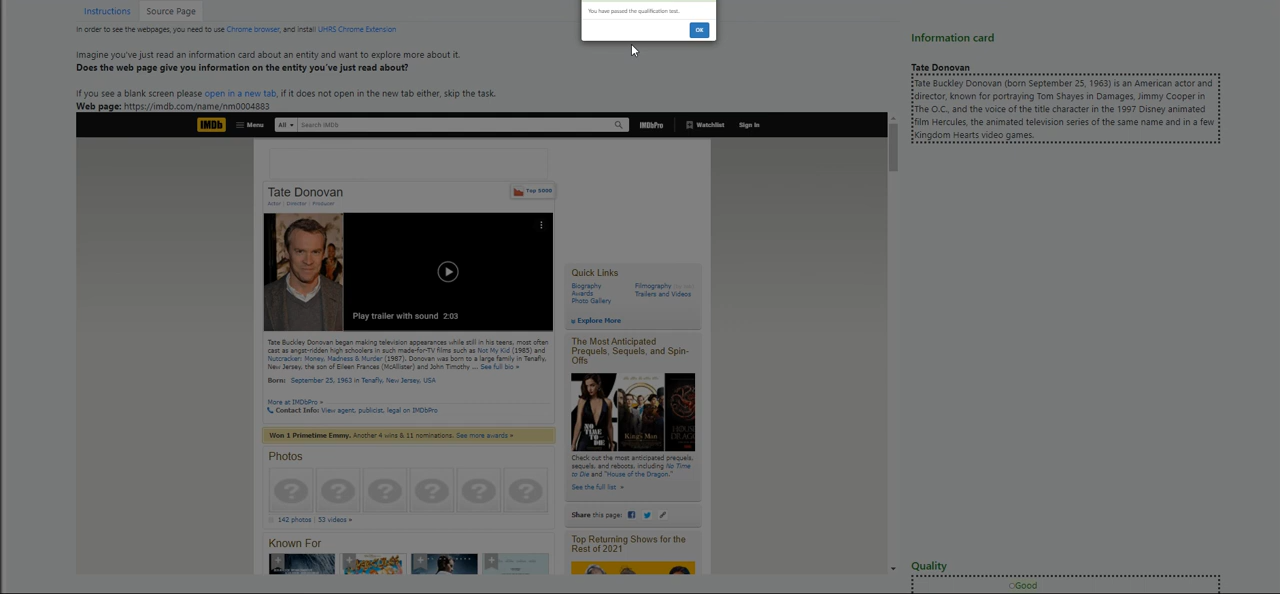 Instructions
Source Page
You have passed the qualification test.
OK
In order to see the webpages, you need to use Chrome browser, and install UHRS Chrome Extension
Imagine you've just read an information card about an entity and want to explore more about it.
Does the web page give you information on the entity you've just read about?
If you see a blank screen please open in a new tab, if it does not open in the new tab either, skip the task.
Web page: https://imdb.com/name/nm0004883
IMDb Menu All Search IMDb IMDbPro Watchlist Sign In
Tate Donovan
Top 5000
Actor | Director | Producer
Play trailer with sound 2:03
Tate Buckley Donovan began making television appearances while still in his teens, most often
cast as angst-ridden high schoolers in such made-for-TV films such as Not My Kid (1985) and
Nutcracker: Money, Madness & Murder (1987). Donovan was born to a large family in Tenafly,
New Jersey, the son of Eileen Frances (McAllister) and John Timothy ... See full bio »
Born: September 25, 1963 in Tenafly, New Jersey, USA
More at IMDbPro »
Contact Info: View agent, publicist, legal on IMDbPro
Won 1 Primetime Emmy. Another 4 wins & 11 nominations. See more awards »
Photos
142 photos | 53 videos »
Known For
Quick Links
Biography
Awards
Photo Gallery
Filmography
Trailers and Videos
Explore More
The Most Anticipated
Prequels, Sequels, and Spin-
Offs
NO
TIME
TO DIE
King's Man
Check out the most anticipated prequels,
sequels, and reboots, including No Time
to Die and "House of the Dragon."
See the full list »
Share this page:
Top Returning Shows for the
Rest of 2021
Information card
Tate Donovan
Tate Buckley Donovan (born September 25, 1963) is an American actor and
director, known for portraying Tom Shayes in Damages, Jimmy Cooper in
The O.C., and the voice of the title character in the 1997 Disney animated
film Hercules, the animated television series of the same name and in a few
Kingdom Hearts video games.
Quality
Good